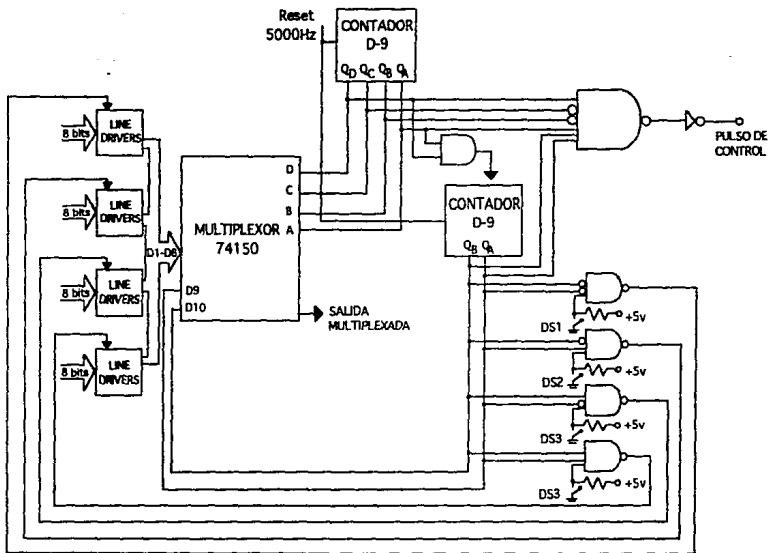 Reset
5000Hz
CONTADOR
D-9
QD QC QB QA
LINE
DRIVERS
8 bits
LINE
DRIVERS
8 bits
LINE
DRIVERS
8 bits
LINE
DRIVERS
8 bits
D1-D8
MULTIPLEXOR
74150
D
C
B
A
D9
D10
SALIDA
MULTIPLEXADA
CONTADOR
D-9
QB QA
PULSO DE
CONTROL
DS1
+5v
DS2
+5v
DS3
+5v
DS3
+5v